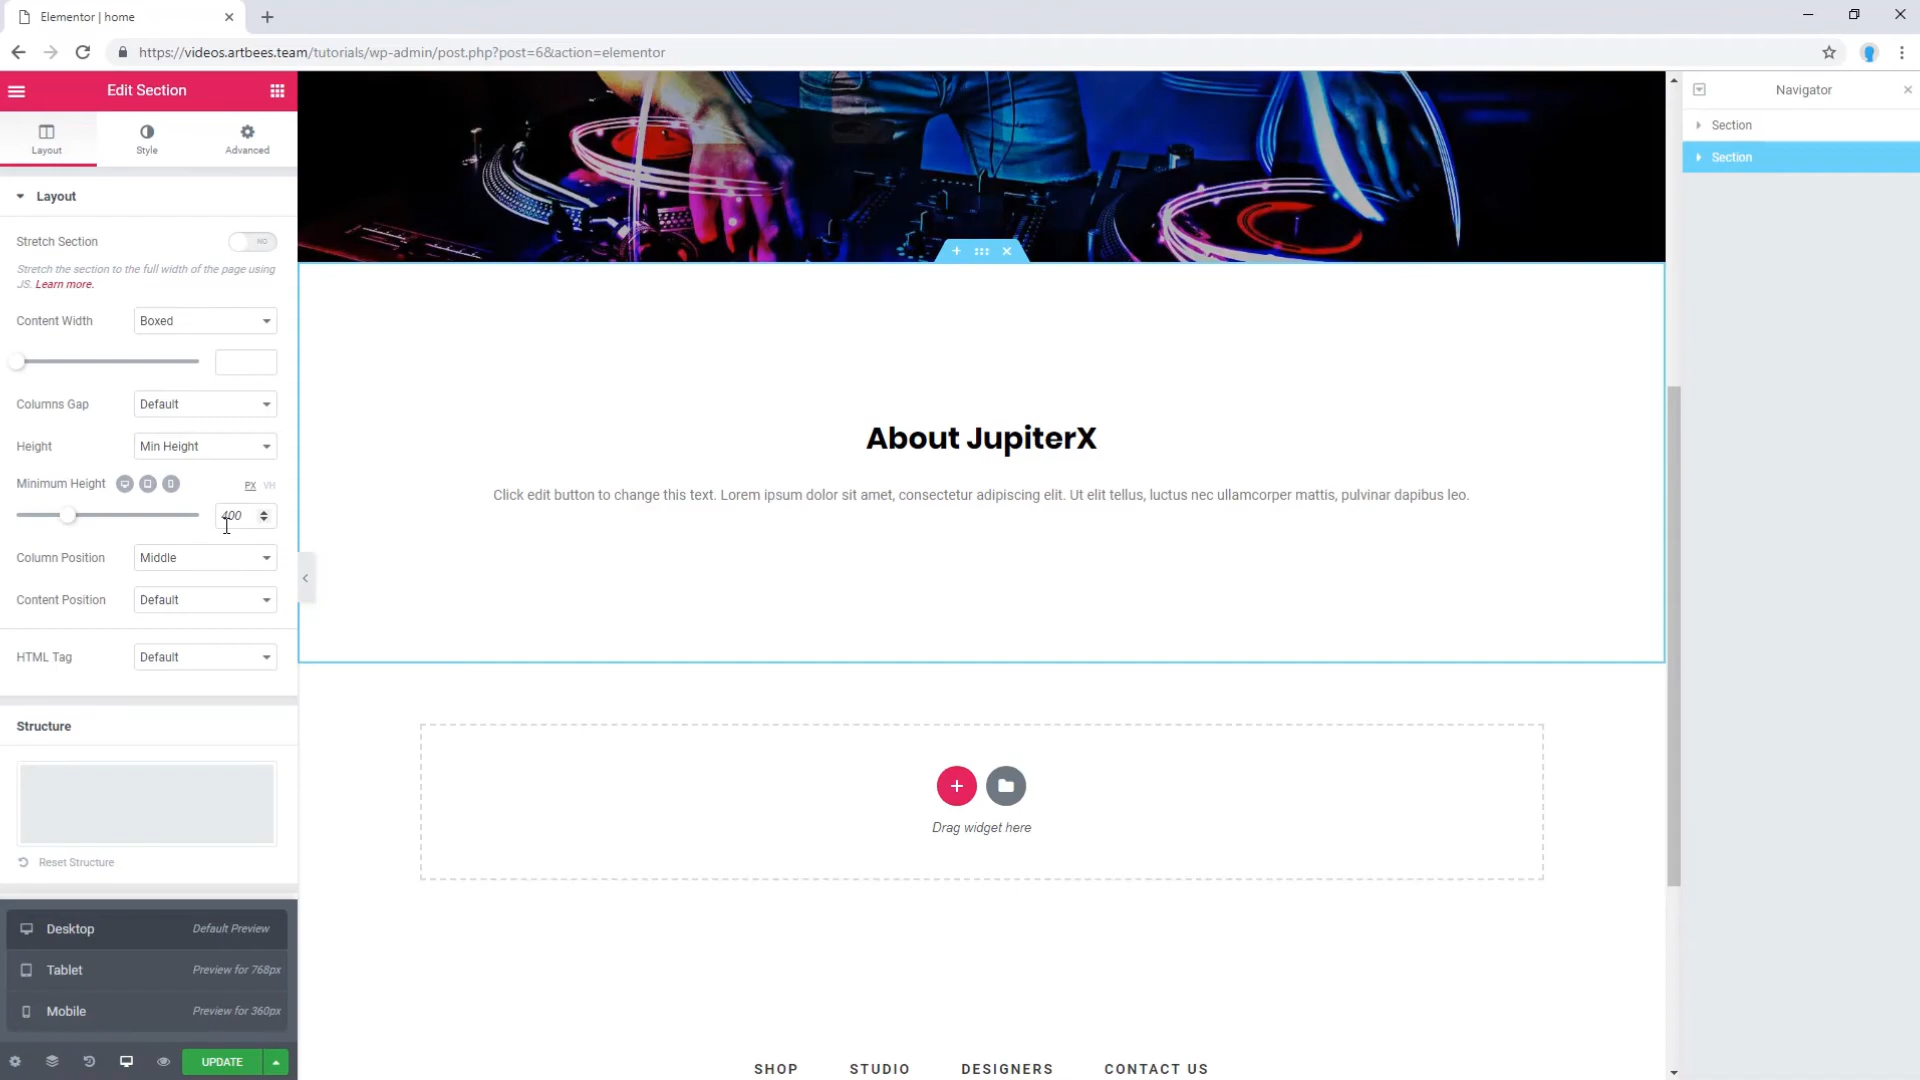 Elementor | home
https://videos.artbees.team/tutorials/wp-admin/post.php?post=6&action=elementor
Edit Section
Layout
Style
Advanced
Layout
Stretch Section
NO
Stretch the section to the full width of the page using
JS. Learn more.
Content Width
Boxed
Columns Gap
Default
Height
Min Height
Minimum Height
PX VH
400
Column Position
Middle
Content Position
Default
HTML Tag
Default
Structure
Reset Structure
Desktop
Default Preview
Tablet
Preview for 768px
Mobile
Preview for 360px
UPDATE
About JupiterX
Click edit button to change this text. Lorem ipsum dolor sit amet, consectetur adipiscing elit. Ut elit tellus, luctus nec ullamcorper mattis, pulvinar dapibus leo.
Drag widget here
SHOP STUDIO DESIGNERS CONTACT US
Navigator
Section
Section